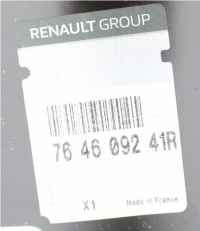 RENAULT GROUP
76 46 092 41R
X1 Made in France